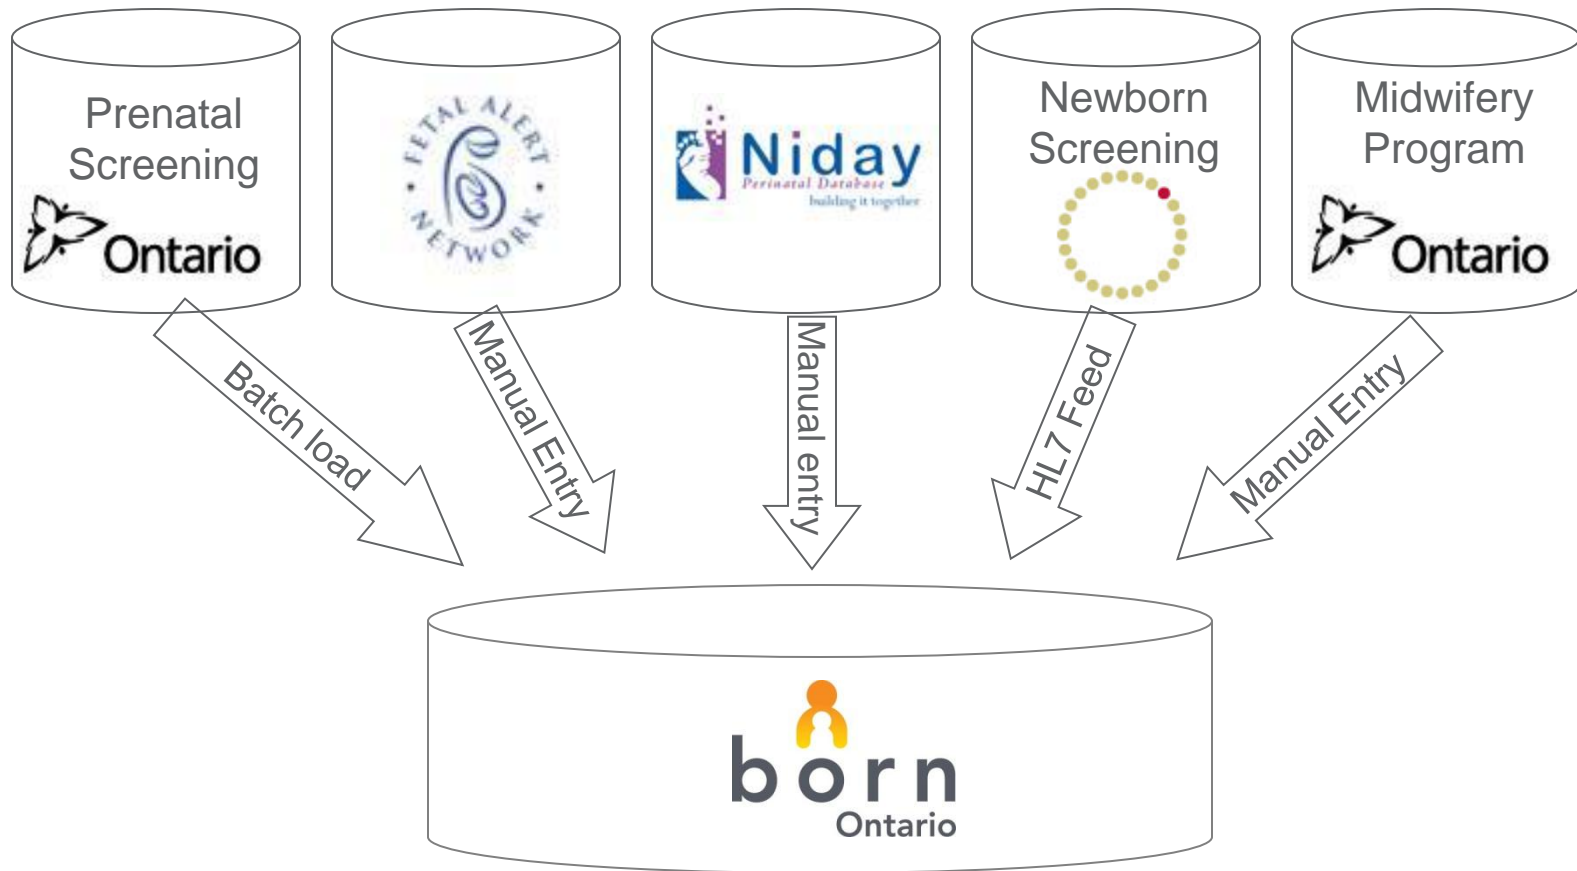 Prenatal
Screening
Ontario
FETAL ALERT
NETWORK
Niday
Perinatal Database
building it together
Newborn
Screening
Midwifery
Program
Ontario
Batch load
Manual Entry
Manual entry
HL7 Feed
Manual Entry
born
Ontario